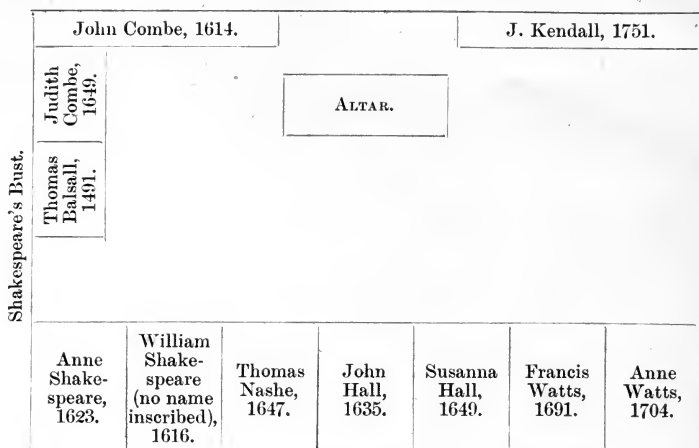 John Combe, 1614.
J. Kendall, 1751.
Judith
Combe,
1649.
ALTAR.
Thomas
Balsall,
1491.
Shakespeare's Bust.
Anne
Shake-
speare,
1623.
William
Shake-
speare
(no name
inscribed),
1616.
Thomas
Nashe,
1647.
John
Hall,
1635.
Susanna
Hall,
1649.
Francis
Watts,
1691.
Anne
Watts,
1704.